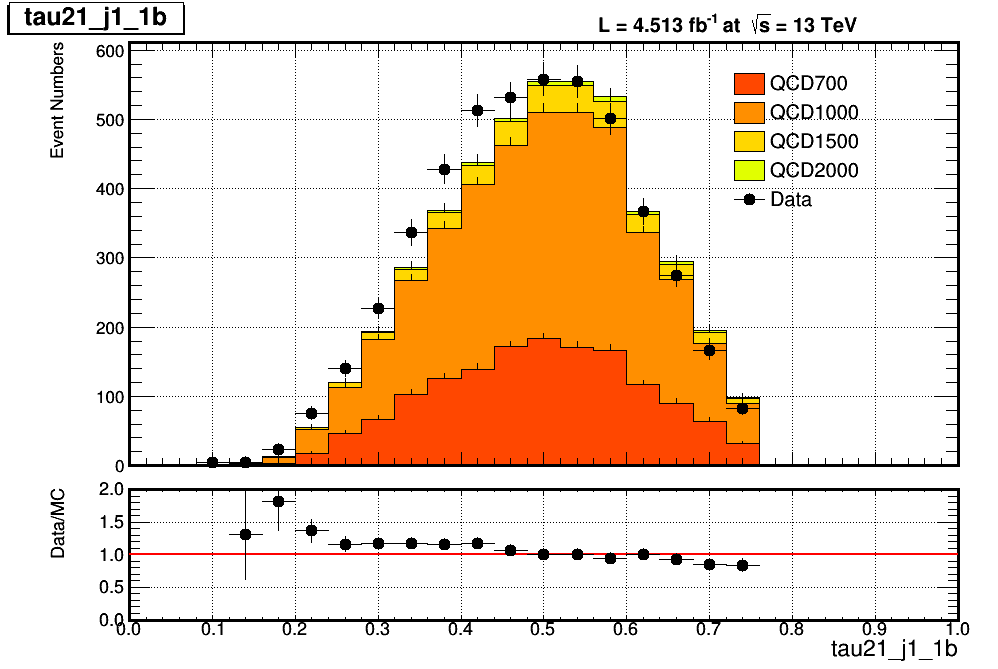 tau21_j1_1b
L = 4.513 fb⁻¹ at √s = 13 TeV
Event Numbers
600
500
400
300
200
100
0
QCD700
QCD1000
QCD1500
QCD2000
Data
Data/MC
2.0
1.5
1.0
0.5
0.0
0.0 0.1 0.2 0.3 0.4 0.5 0.6 0.7 0.8 0.9 1.0
tau21_j1_1b